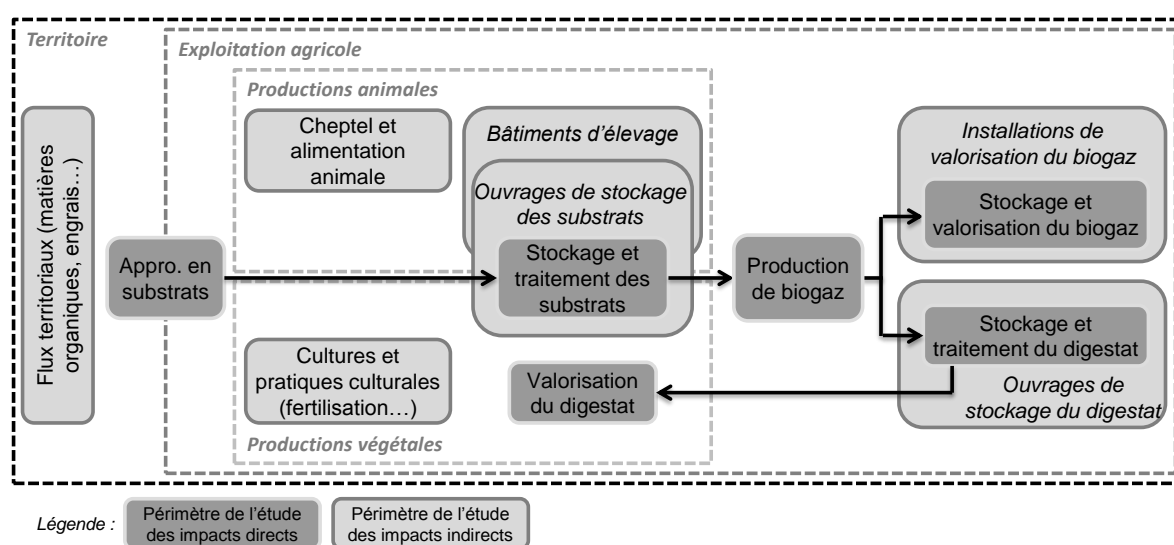 Territoire
Exploitation agricole
Productions animales
Flux territoriaux (matières
organiques, engrais…)
Appro. en
substrats
Cheptel et
alimentation
animale
Bâtiments d’élevage
Ouvrages de stockage
des substrats
Stockage et
traitement des
substrats
Production
de biogaz
Installations de
valorisation du biogaz
Stockage et
valorisation du biogaz
Stockage et
traitement du digestat
Ouvrages de
stockage du digestat
Cultures et
pratiques culturales
(fertilisation…)
Valorisation
du digestat
Productions végétales
Légende :
Périmètre de l’étude
des impacts directs
Périmètre de l’étude
des impacts indirects